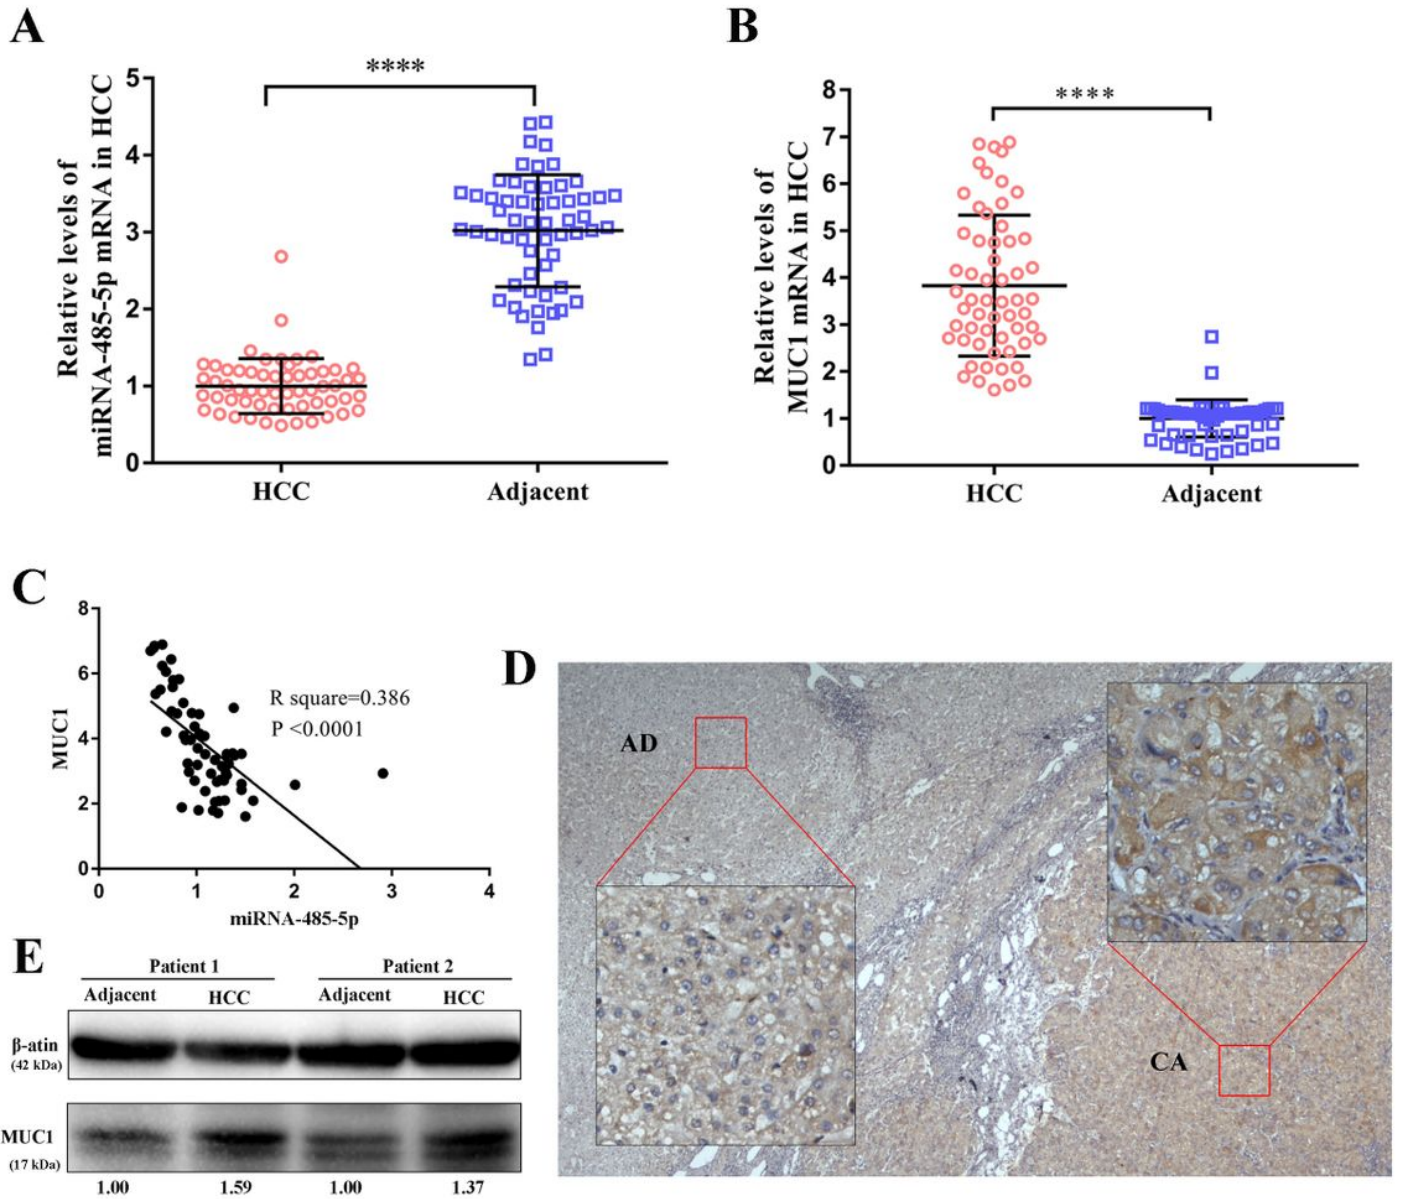 A
Relative levels of
miRNA-485-5p mRNA in HCC
5
4
3
2
1
0
****
HCC
Adjacent
B
Relative levels of
MUC1 mRNA in HCC
8
7
6
5
4
3
2
1
0
****
HCC
Adjacent
C
MUC1
8
6
4
2
0
R square=0.386
P <0.0001
0
1
2
3
4
miRNA-485-5p
D
AD
CA
E
Patient 1
Patient 2
Adjacent
HCC
Adjacent
HCC
β-atin
(42 kDa)
MUC1
(17 kDa)
1.00
1.59
1.00
1.37